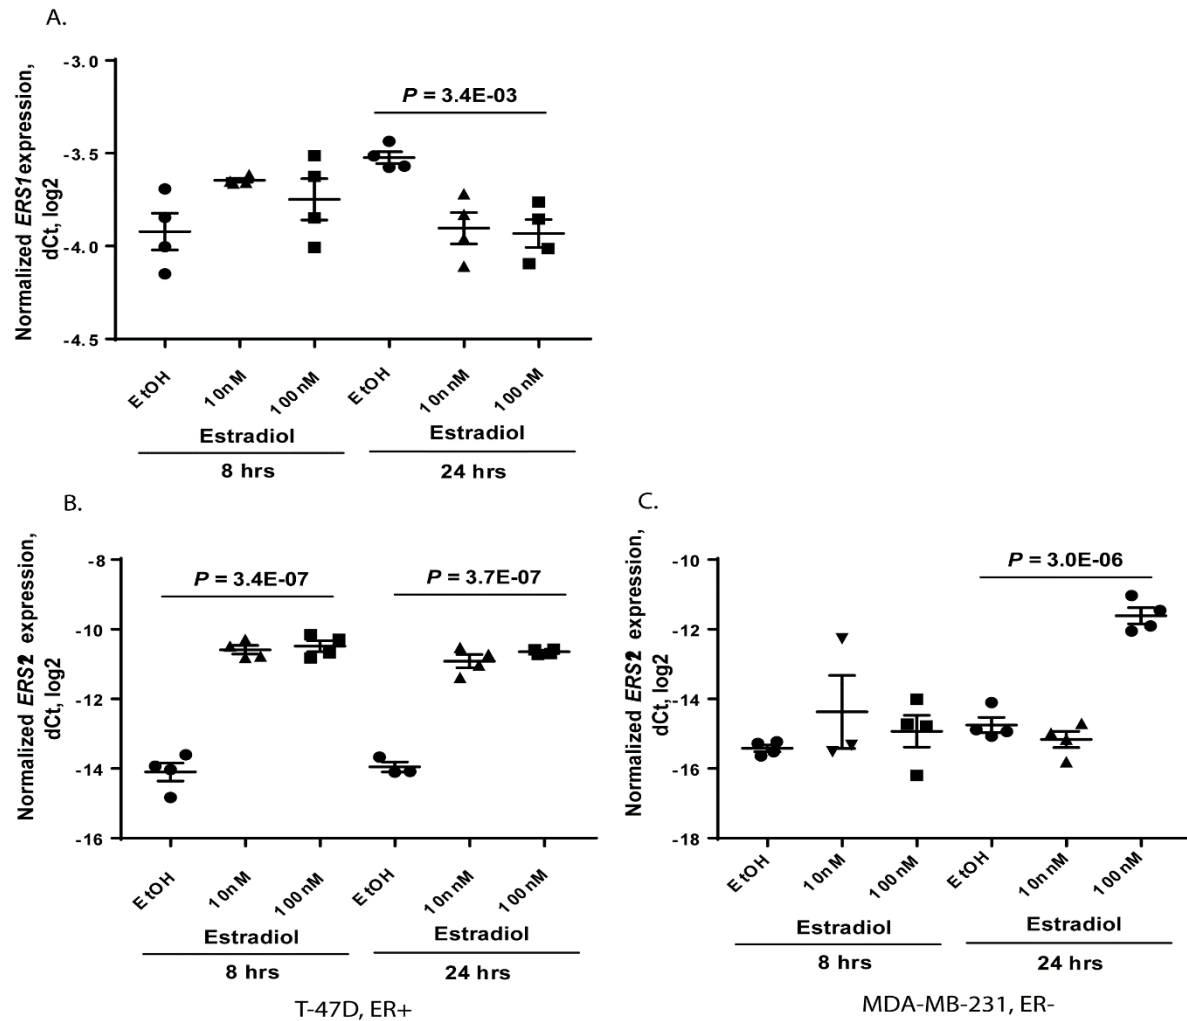 A.
Normalized ERS1 expression,
dCt, log2
-3.0
-3.5
-4.0
-4.5
P = 3.4E-03
EtOH
10nM
100nM
EtOH
10nM
100nM
Estradiol
Estradiol
8 hrs
24 hrs
B.
Normalized ERS2 expression,
dCt, log2
-8
-10
-12
-14
-16
P = 3.4E-07
P = 3.7E-07
EtOH
10nM
100nM
EtOH
10nM
100nM
Estradiol
Estradiol
8 hrs
24 hrs
T-47D, ER+
C.
Normalized ERS2 expression,
dCt, log2
-10
-12
-14
-16
-18
P = 3.0E-06
EtOH
10nM
100nM
EtOH
10nM
100nM
Estradiol
Estradiol
8 hrs
24 hrs
MDA-MB-231, ER-